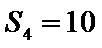 S₄ = 10